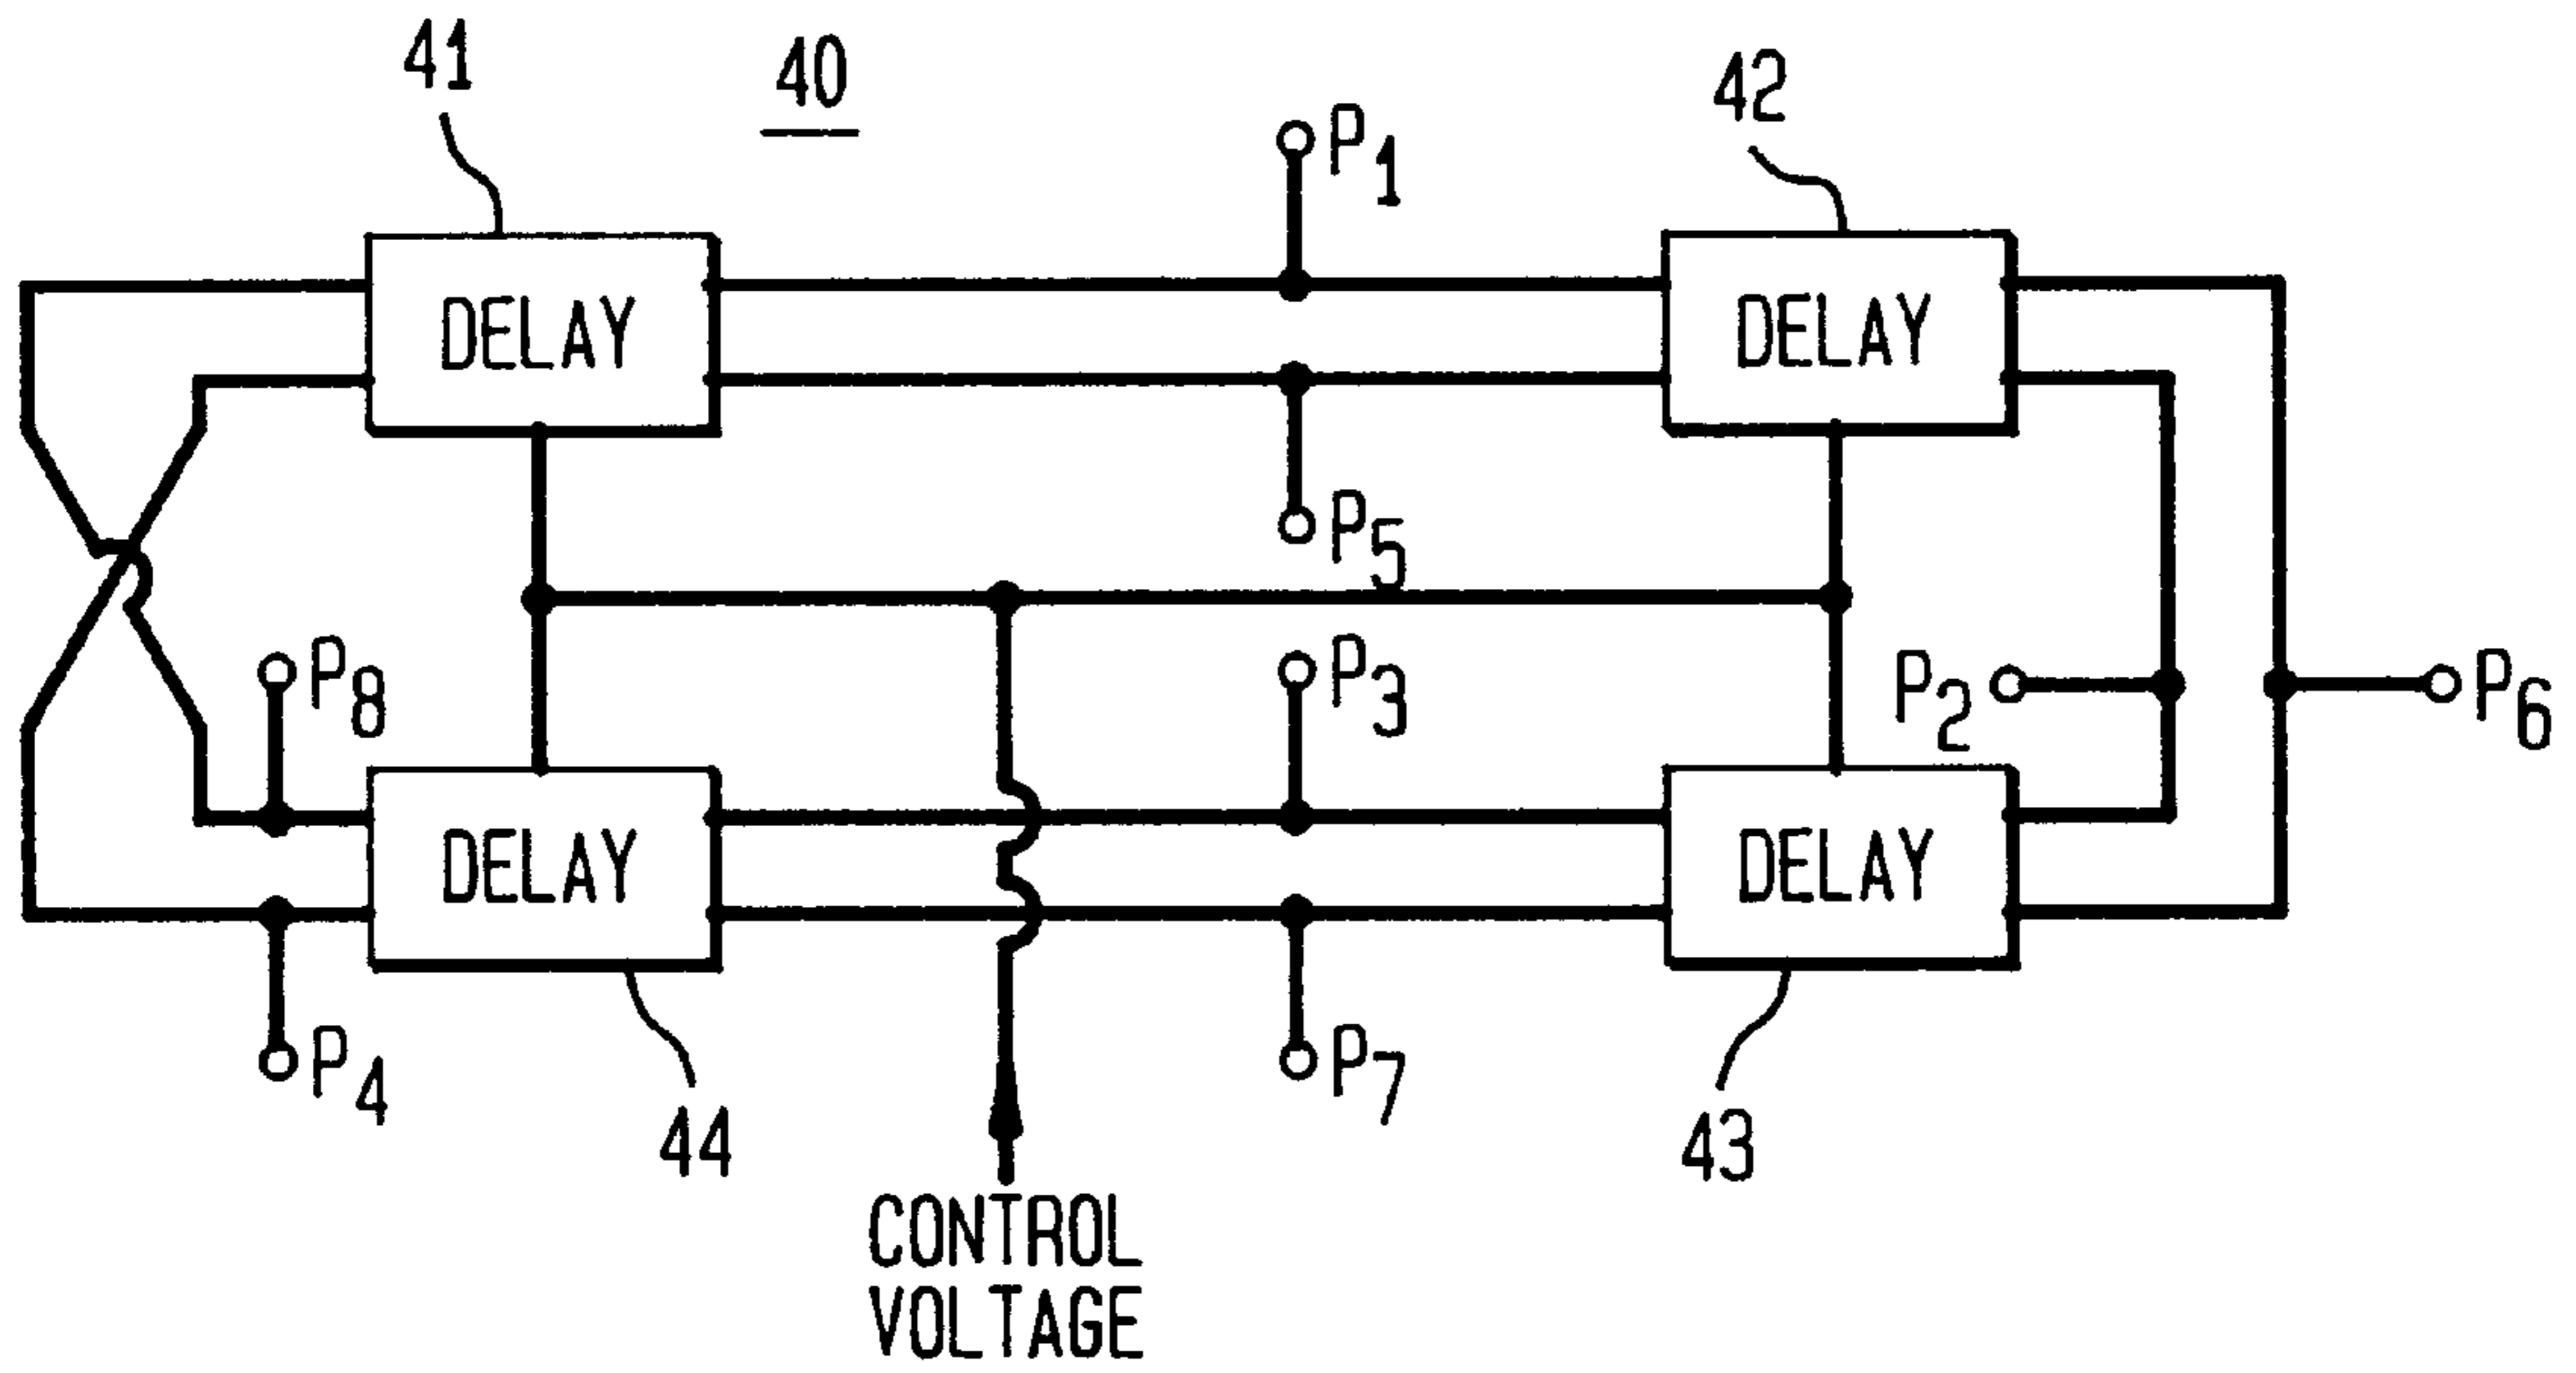 41
40
42
P1
DELAY
DELAY
P5
P8
P3
P2
P6
DELAY
DELAY
P4
P7
44
43
CONTROL
VOLTAGE